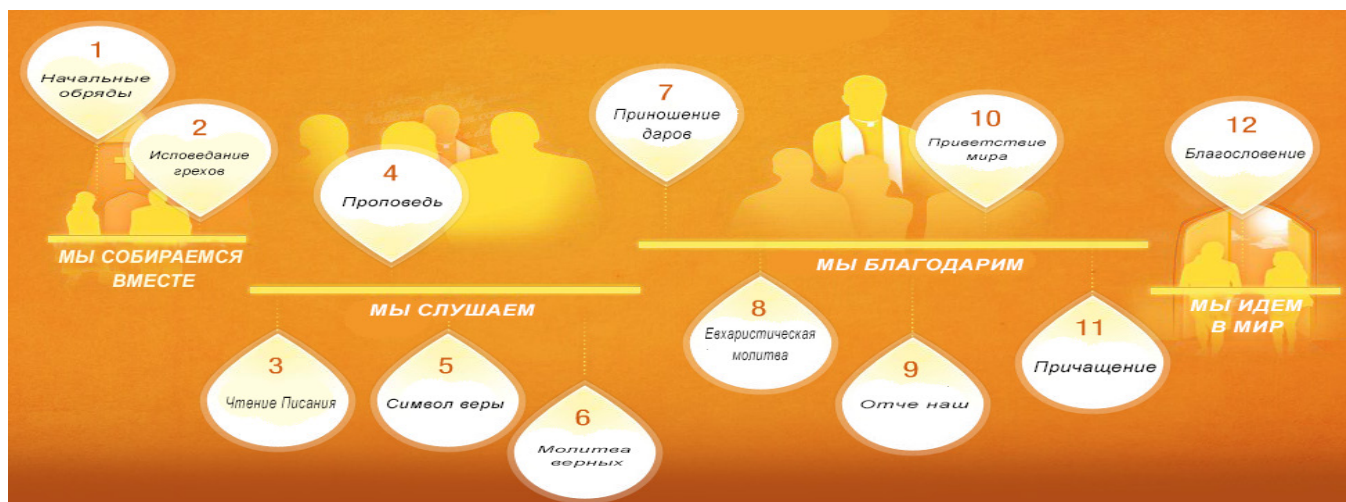 1
Начальные
обряды
2
Исповедание
грехов
МЫ СОБИРАЕМСЯ
ВМЕСТЕ
3
Чтение Писания
4
Проповедь
5
Символ веры
6
Молитва
верных
МЫ СЛУШАЕМ
7
Приношение
даров
8
Евхаристическая
молитва
9
Отче наш
10
Приветствие
мира
11
Причащение
МЫ БЛАГОДАРИМ
12
Благословение
МЫ ИДЕМ
В МИР